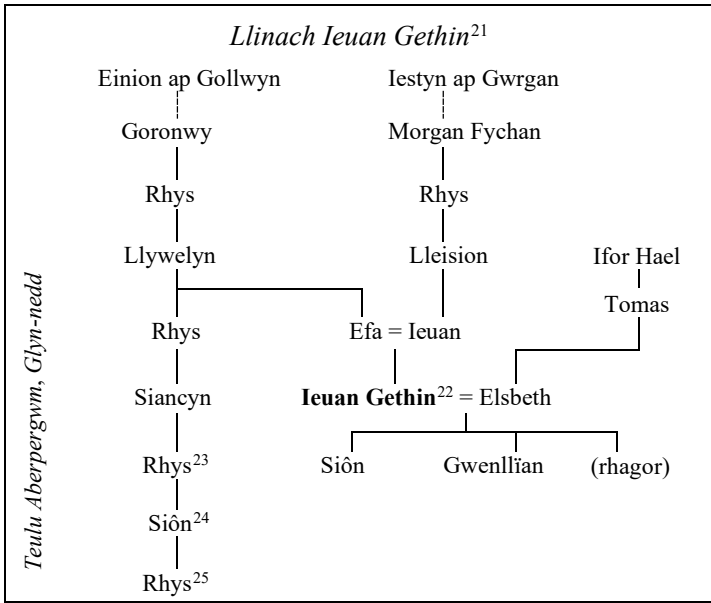 Llinach Ieuan Gethin²¹
Einion ap Gollwyn Iestyn ap Gwrgan
Goronwy Morgan Fychan
Rhys Rhys
Llywelyn Lleision Ifor Hael
Tomas
Rhys Efa = Ieuan
Siancyn Ieuan Gethin²² = Elsbeth
Rhys²³ Siôn Gwenllïan (rhagor)
Siôn²⁴
Rhys²⁵
Teulu Aberpergwm, Glyn-nedd